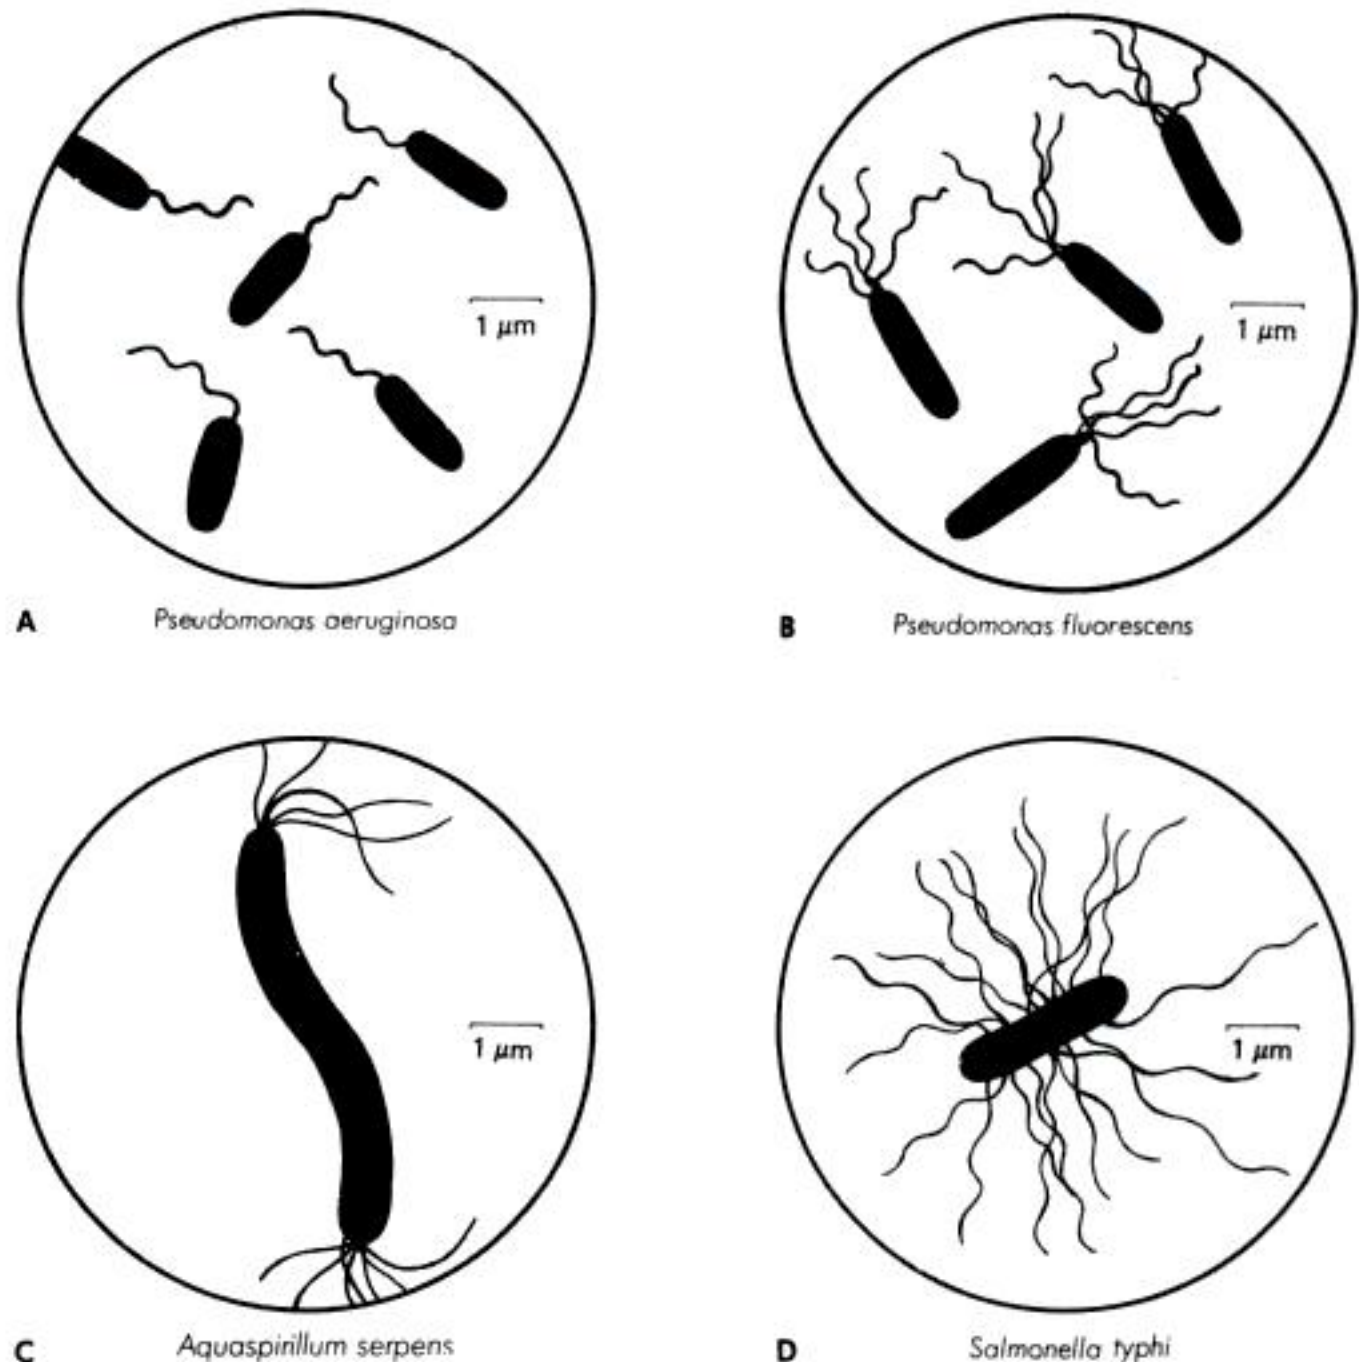 1 μm
A Pseudomonas aeruginosa
1 μm
B Pseudomonas fluorescens
1 μm
C Aquaspirillum serpens
1 μm
D Salmonella typhi